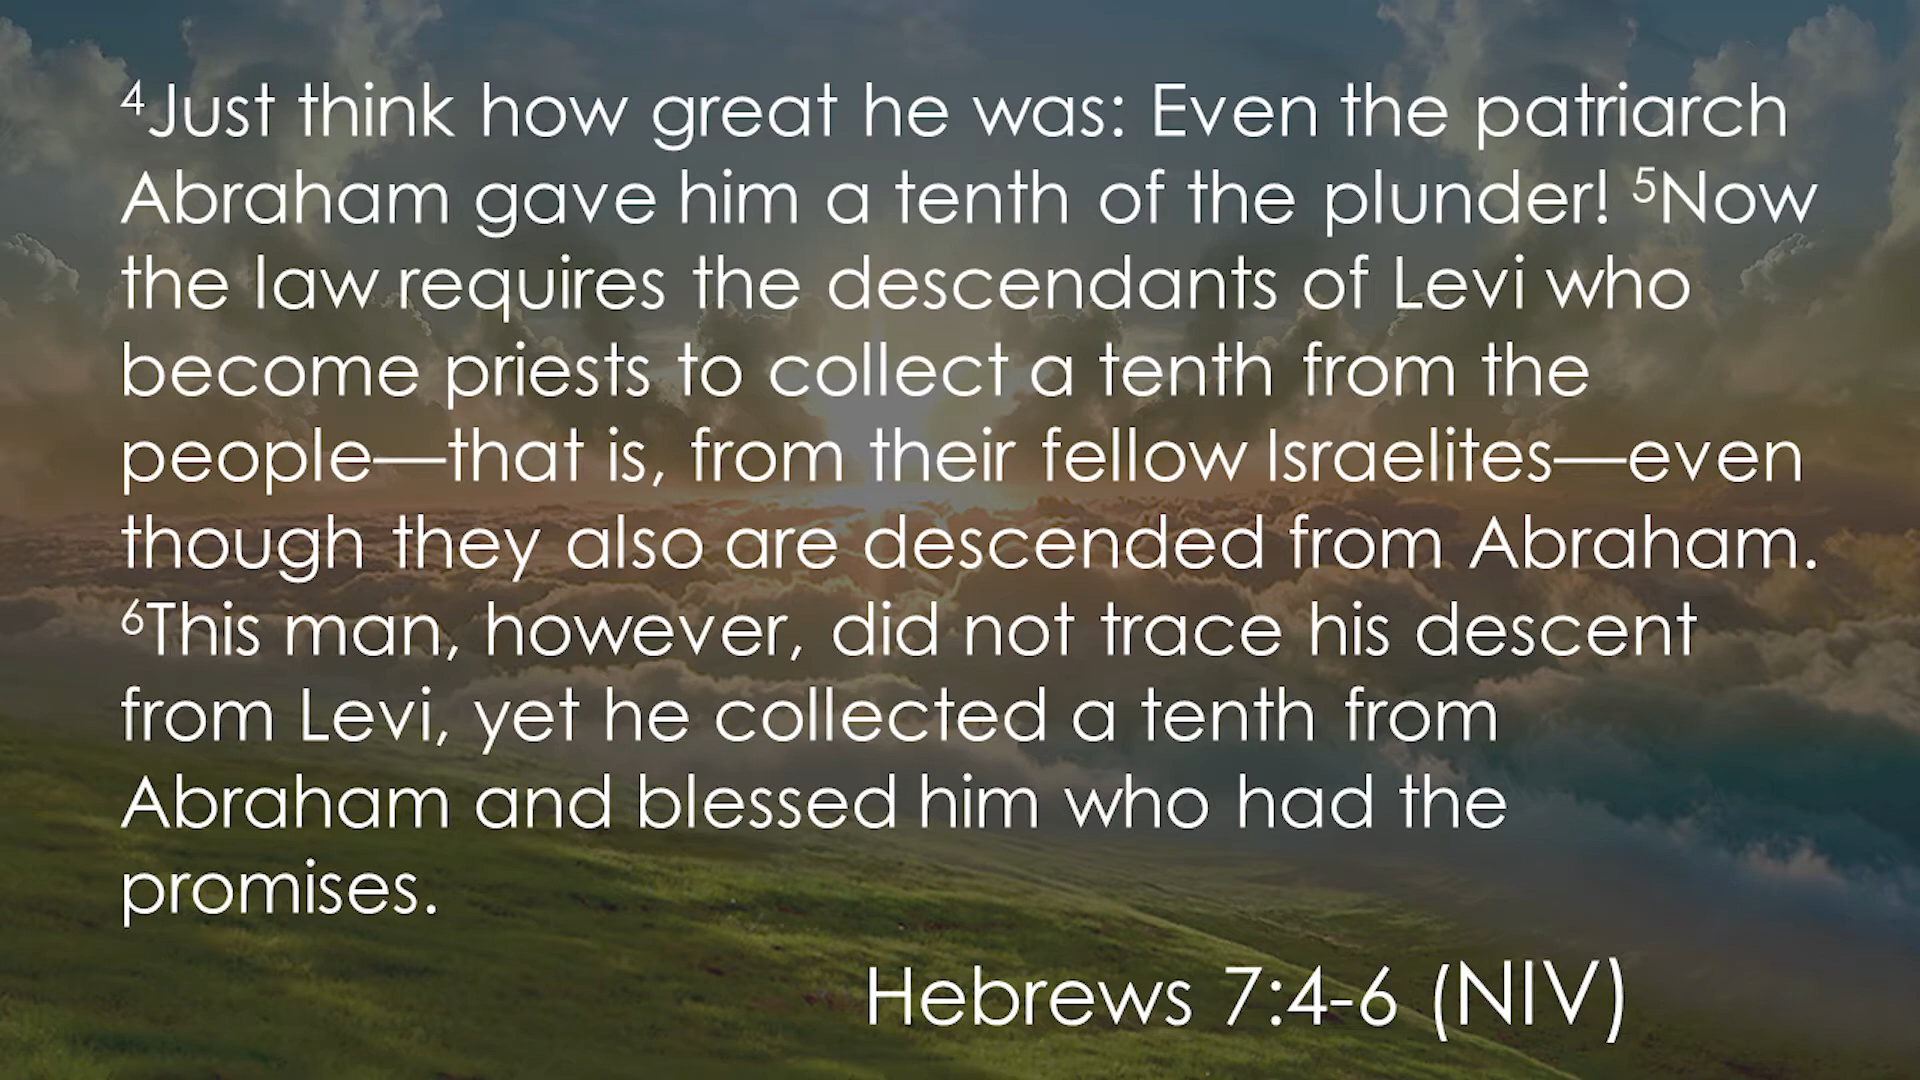 ⁴Just think how great he was: Even the patriarch
Abraham gave him a tenth of the plunder! ⁵Now
the law requires the descendants of Levi who
become priests to collect a tenth from the
people—that is, from their fellow Israelites—even
though they also are descended from Abraham.
⁶This man, however, did not trace his descent
from Levi, yet he collected a tenth from
Abraham and blessed him who had the
promises.
Hebrews 7:4-6 (NIV)